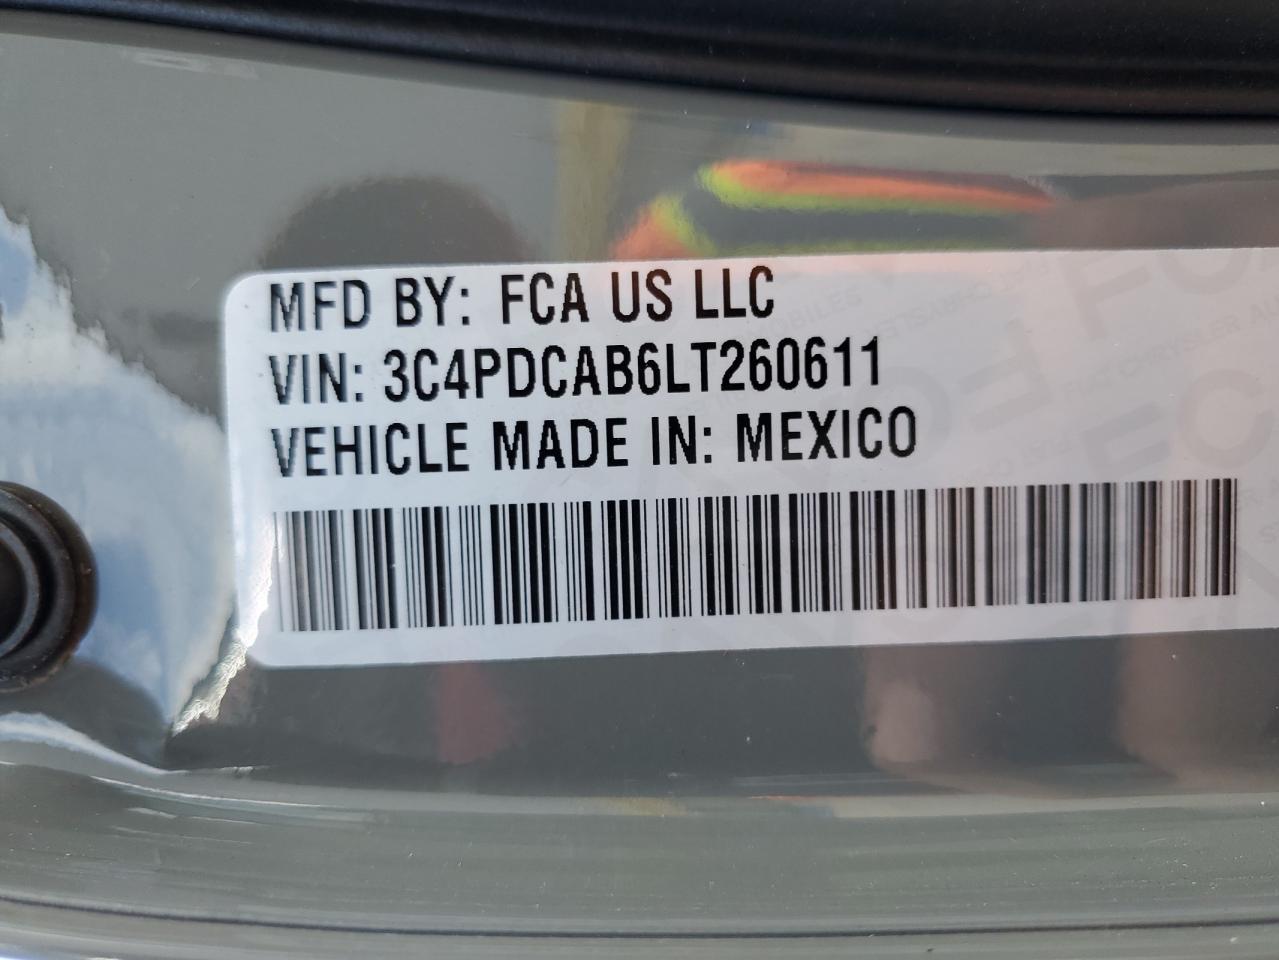 MFD BY: FCA US LLC
VIN: 3C4PDCAB6LT260611
VEHICLE MADE IN: MEXICO